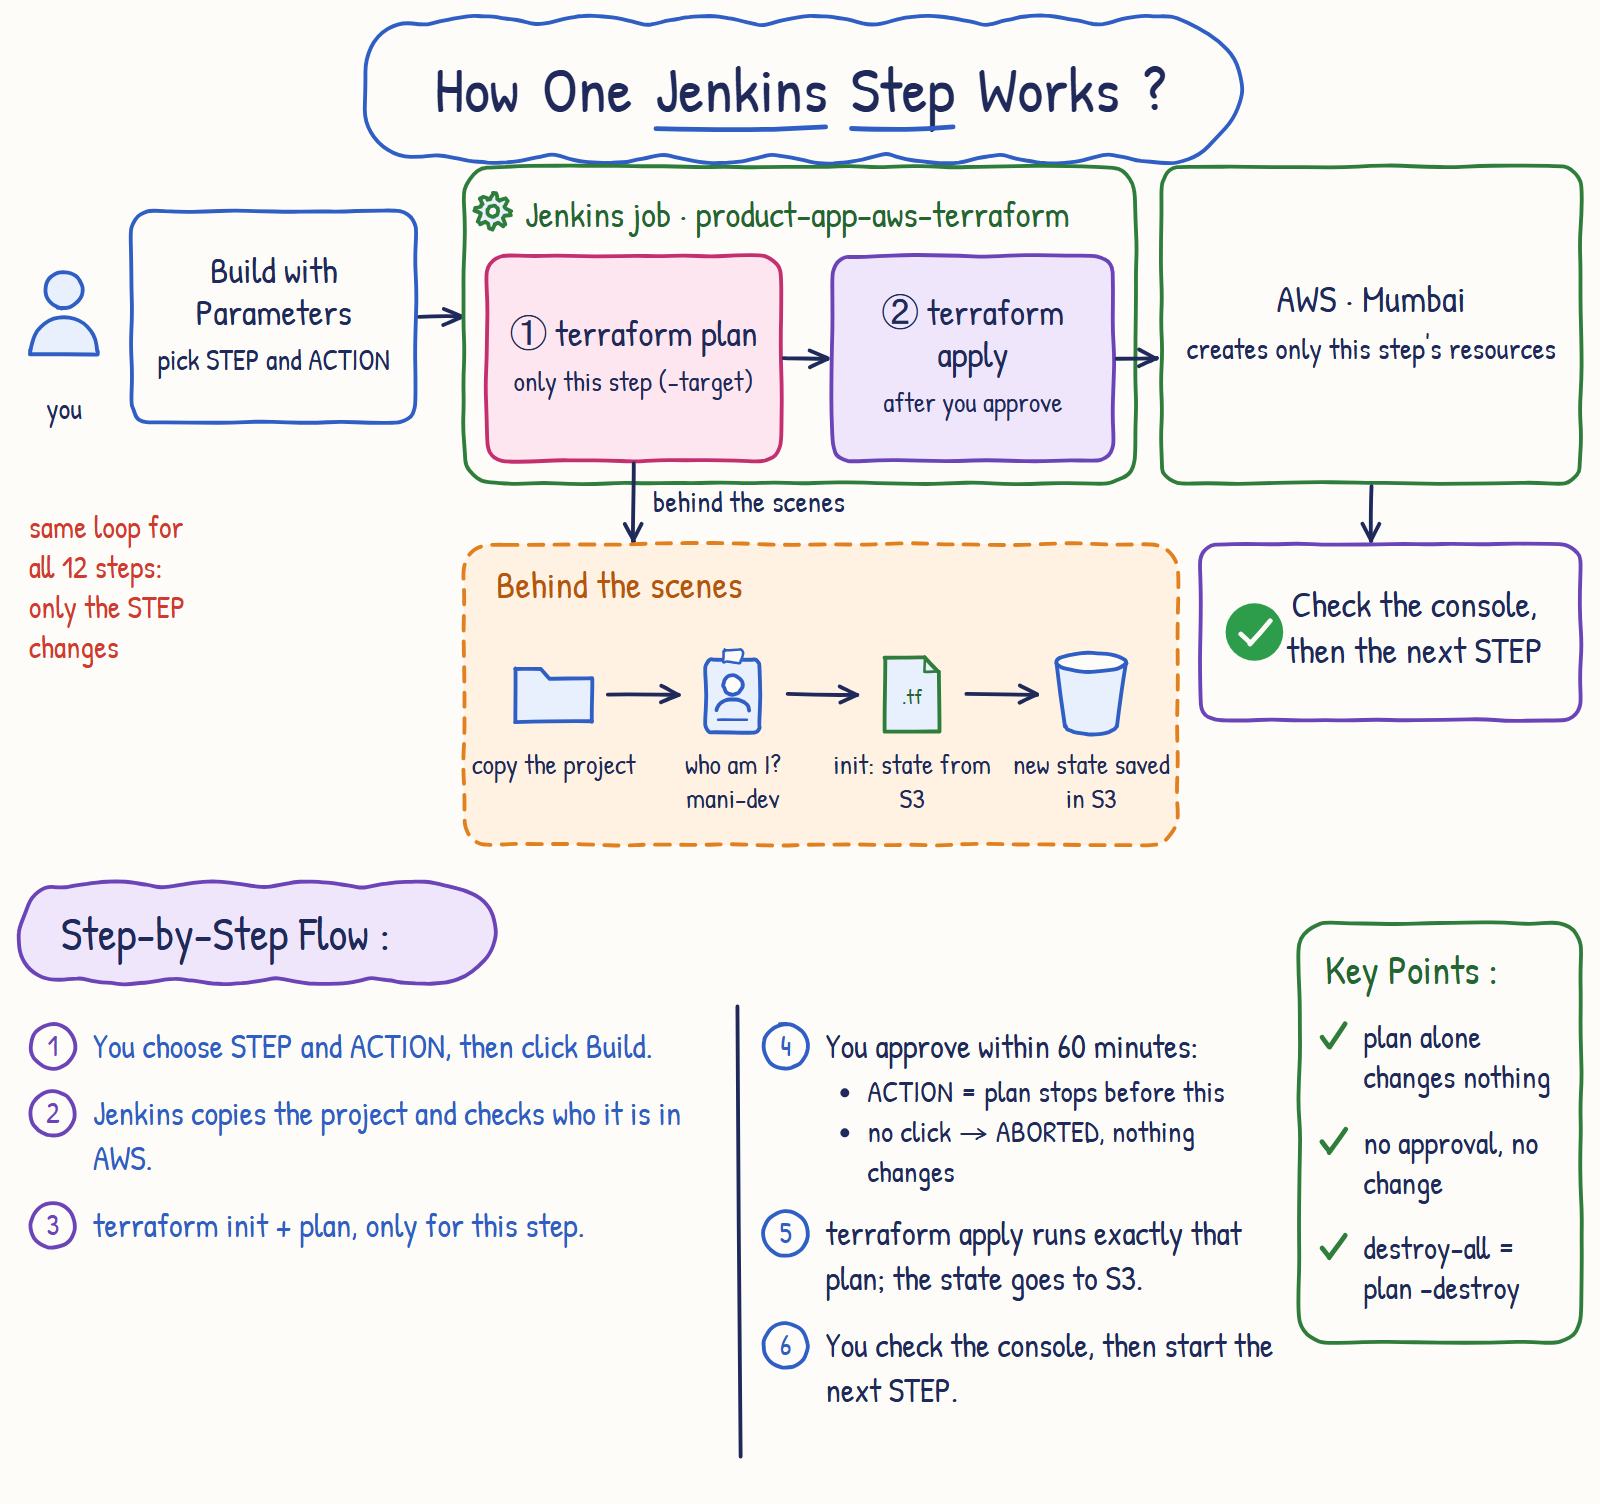 How One Jenkins Step Works ?
Build with
Parameters
pick STEP and ACTION
you
Jenkins job · product-app-aws-terraform
① terraform plan
only this step (-target)
② terraform
apply
after you approve
AWS · Mumbai
creates only this step's resources
behind the scenes
same loop for
all 12 steps:
only the STEP
changes
Behind the scenes
.tf
copy the project
who am I?
mani-dev
init: state from
S3
new state saved
in S3
Check the console,
then the next STEP
Step-by-Step Flow :
1 You choose STEP and ACTION, then click Build.
2 Jenkins copies the project and checks who it is in
AWS.
3 terraform init + plan, only for this step.
4 You approve within 60 minutes:
• ACTION = plan stops before this
• no click → ABORTED, nothing
changes
5 terraform apply runs exactly that
plan; the state goes to S3.
6 You check the console, then start the
next STEP.
Key Points :
✓ plan alone
changes nothing
✓ no approval, no
change
✓ destroy-all =
plan -destroy